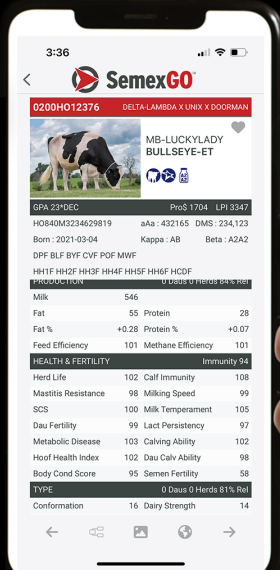 3:36
SemexGO
0200HO12376 DELTA-LAMBDA X UNIX X DOORMAN
MB-LUCKYLADY
BULLSEYE-ET
A2 A2
GPA 23*DEC Pro$ 1704 LPI 3347
HO840M3234629819 aAa : 432165 DMS : 234,123
Born : 2021-03-04 Kappa : AB Beta : A2A2
DPF BLF BYF CVF POF MWF
HH1F HH2F HH3F HH4F HH5F HH6F HCDF
PRODUCTION 0 Daus 0 Herds 84% Rel
Milk 546
Fat 55 Protein 28
Fat % +0.28 Protein % +0.07
Feed Efficiency 101 Methane Efficiency 101
HEALTH & FERTILITY Immunity 94
Herd Life 102 Calf Immunity 108
Mastitis Resistance 98 Milking Speed 99
SCS 100 Milk Temperament 105
Dau Fertility 99 Lact Persistency 97
Metabolic Disease 103 Calving Ability 102
Hoof Health Index 102 Dau Calv Ability 98
Body Cond Score 95 Semen Fertility 58
TYPE 0 Daus 0 Herds 81% Rel
Conformation 16 Dairy Strength 14